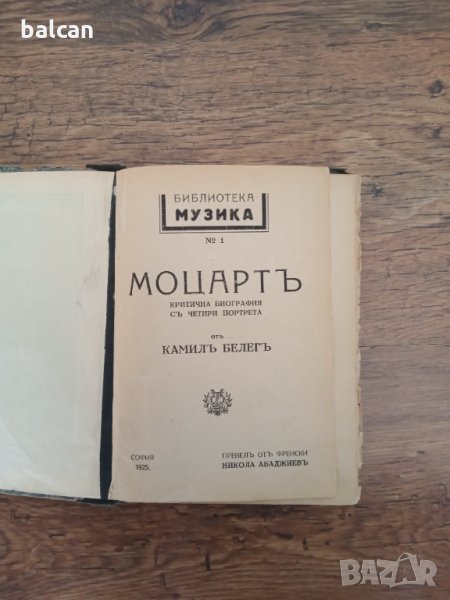 balcan
БИБЛИОТЕКА
МУЗИКА
№ 1
МОЦАРТЪ
КРИТИЧНА БИОГРАФИЯ
СЪ ЧЕТИРИ ПОРТРЕТА
отъ
КАМИЛЪ БЕЛЕГЪ
СОФИЯ
1925.
ПРЕВЕЛЪ ОТЪ ФРЕНСКИ
НИКОЛА АБАДЖИЕВЪ
BAZAR